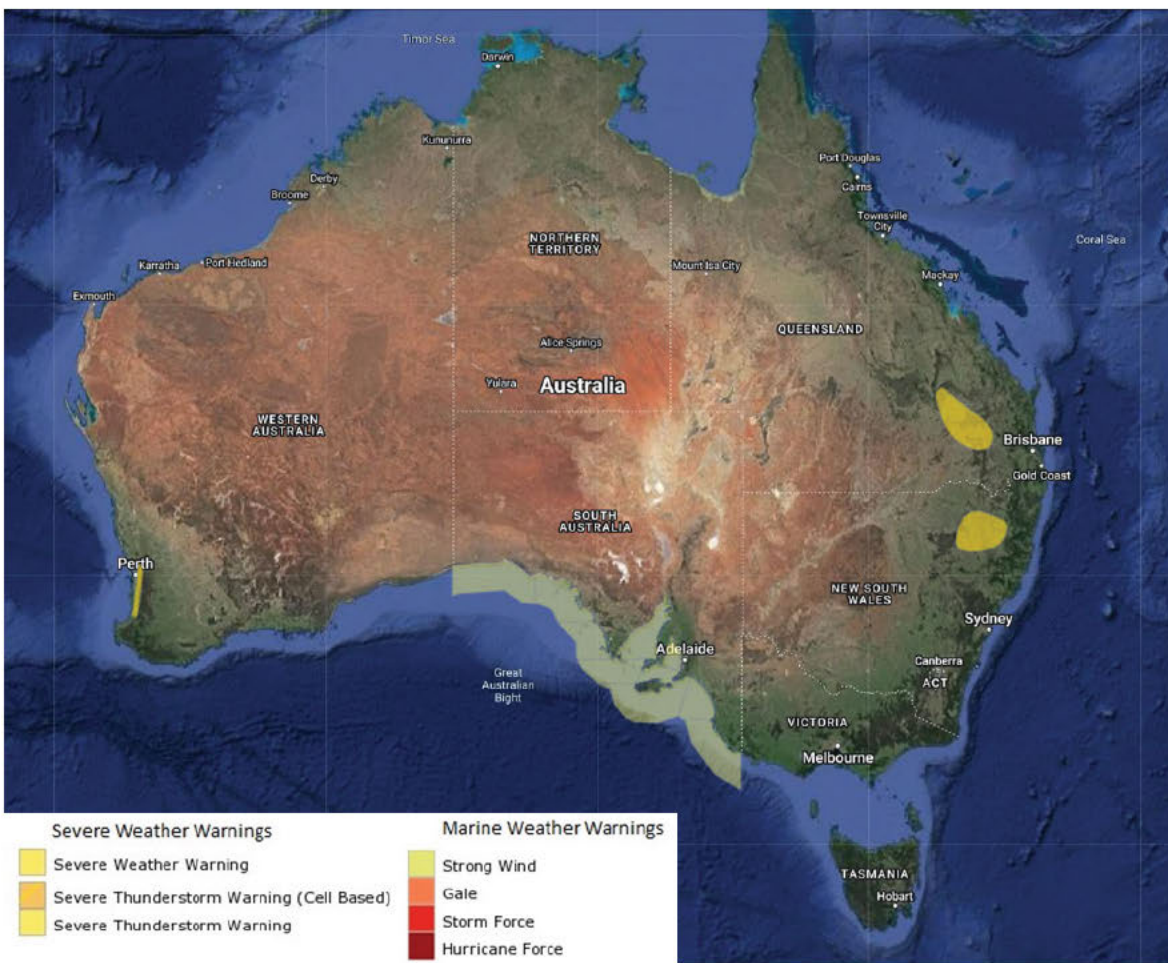 Timor Sea
Darwin
Kununurra
Port Douglas
Derby
Cairns
Broome
Townsville
City
NORTHERN
TERRITORY
Coral Sea
Karratha
Port Hedland
Mount Isa City
Mackay
Exmouth
QUEENSLAND
Alice Springs
Yulara
Australia
WESTERN
AUSTRALIA
Brisbane
Gold Coast
SOUTH
AUSTRALIA
Perth
NEW SOUTH
WALES
Sydney
Adelaide
Canberra
ACT
Great
Australian
Bight
VICTORIA
Melbourne
Severe Weather Warnings
Severe Weather Warning
Severe Thunderstorm Warning (Cell Based)
Severe Thunderstorm Warning
Marine Weather Warnings
Strong Wind
Gale
Storm Force
Hurricane Force
TASMANIA
Hobart